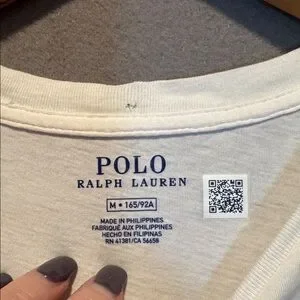 POLO
RALPH LAUREN
M • 165/92A
MADE IN PHILIPPINES
FABRIQUÉ AUX PHILIPPINES
HECHO EN FILIPINAS
RN 41381/CA 56658